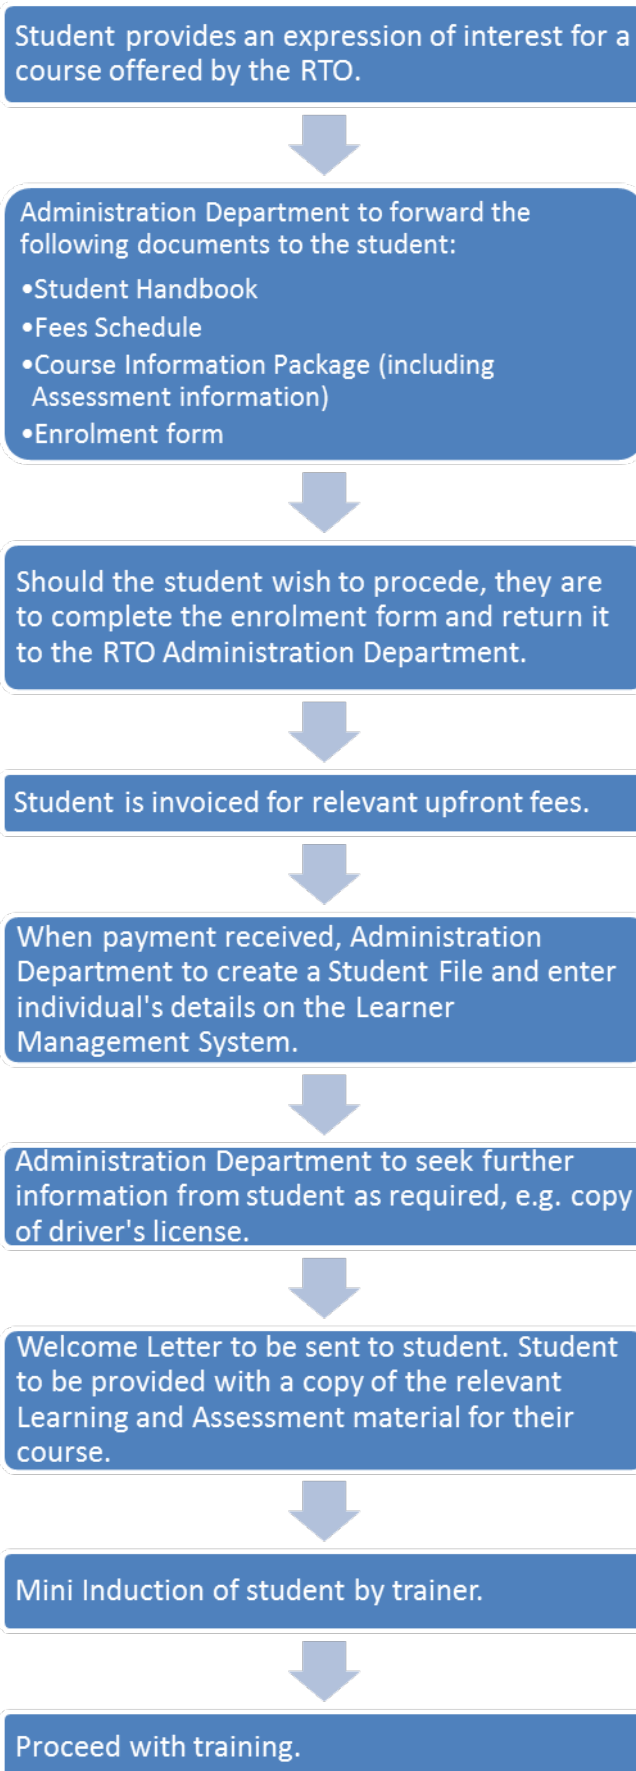 Student provides an expression of interest for a
course offered by the RTO.
Administration Department to forward the
following documents to the student:
•Student Handbook
•Fees Schedule
•Course Information Package (including
Assessment information)
•Enrolment form
Should the student wish to procede, they are
to complete the enrolment form and return it
to the RTO Administration Department.
Student is invoiced for relevant upfront fees.
When payment received, Administration
Department to create a Student File and enter
individual's details on the Learner
Management System.
Administration Department to seek further
information from student as required, e.g. copy
of driver's license.
Welcome Letter to be sent to student. Student
to be provided with a copy of the relevant
Learning and Assessment material for their
course.
Mini Induction of student by trainer.
Proceed with training.